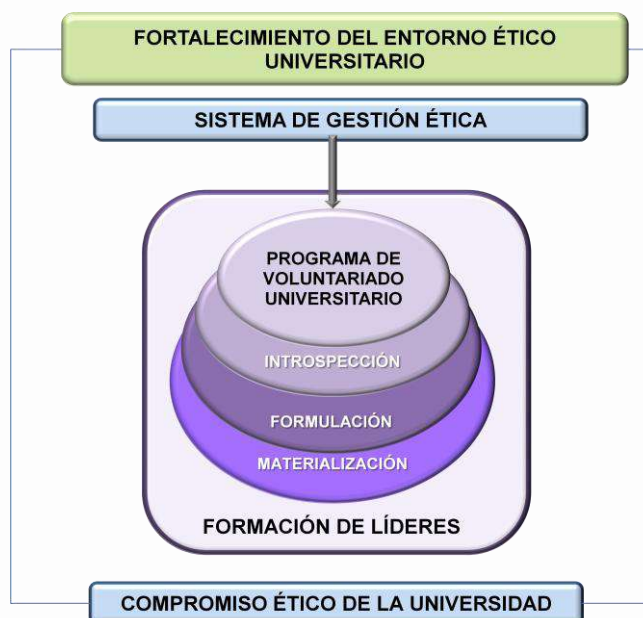 FORTALECIMIENTO DEL ENTORNO ÉTICO
UNIVERSITARIO
SISTEMA DE GESTIÓN ÉTICA
PROGRAMA DE
VOLUNTARIADO
UNIVERSITARIO
INTROSPECCIÓN
FORMULACIÓN
MATERIALIZACIÓN
FORMACIÓN DE LÍDERES
COMPROMISO ÉTICO DE LA UNIVERSIDAD